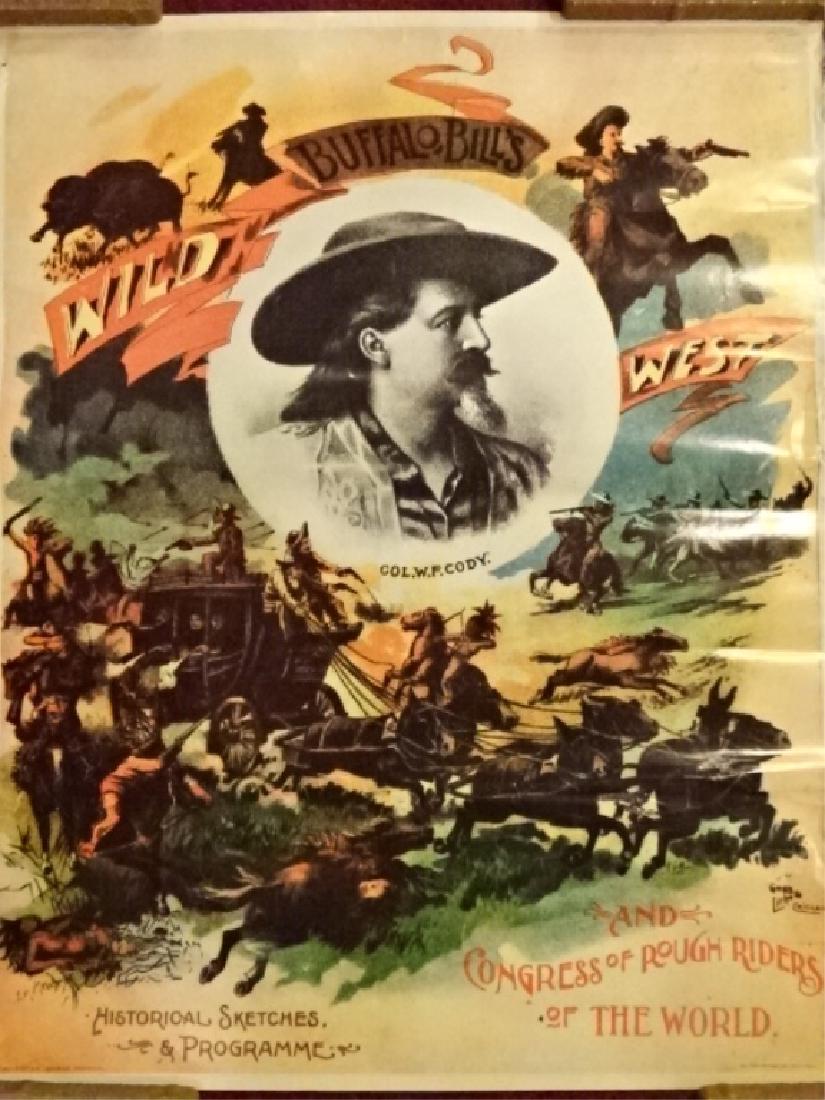 BUFFALO BILL'S
WILD
WEST
COL. W. F. CODY.
AND
CONGRESS OF ROUGH RIDERS
OF THE WORLD.
HISTORICAL SKETCHES,
& PROGRAMME